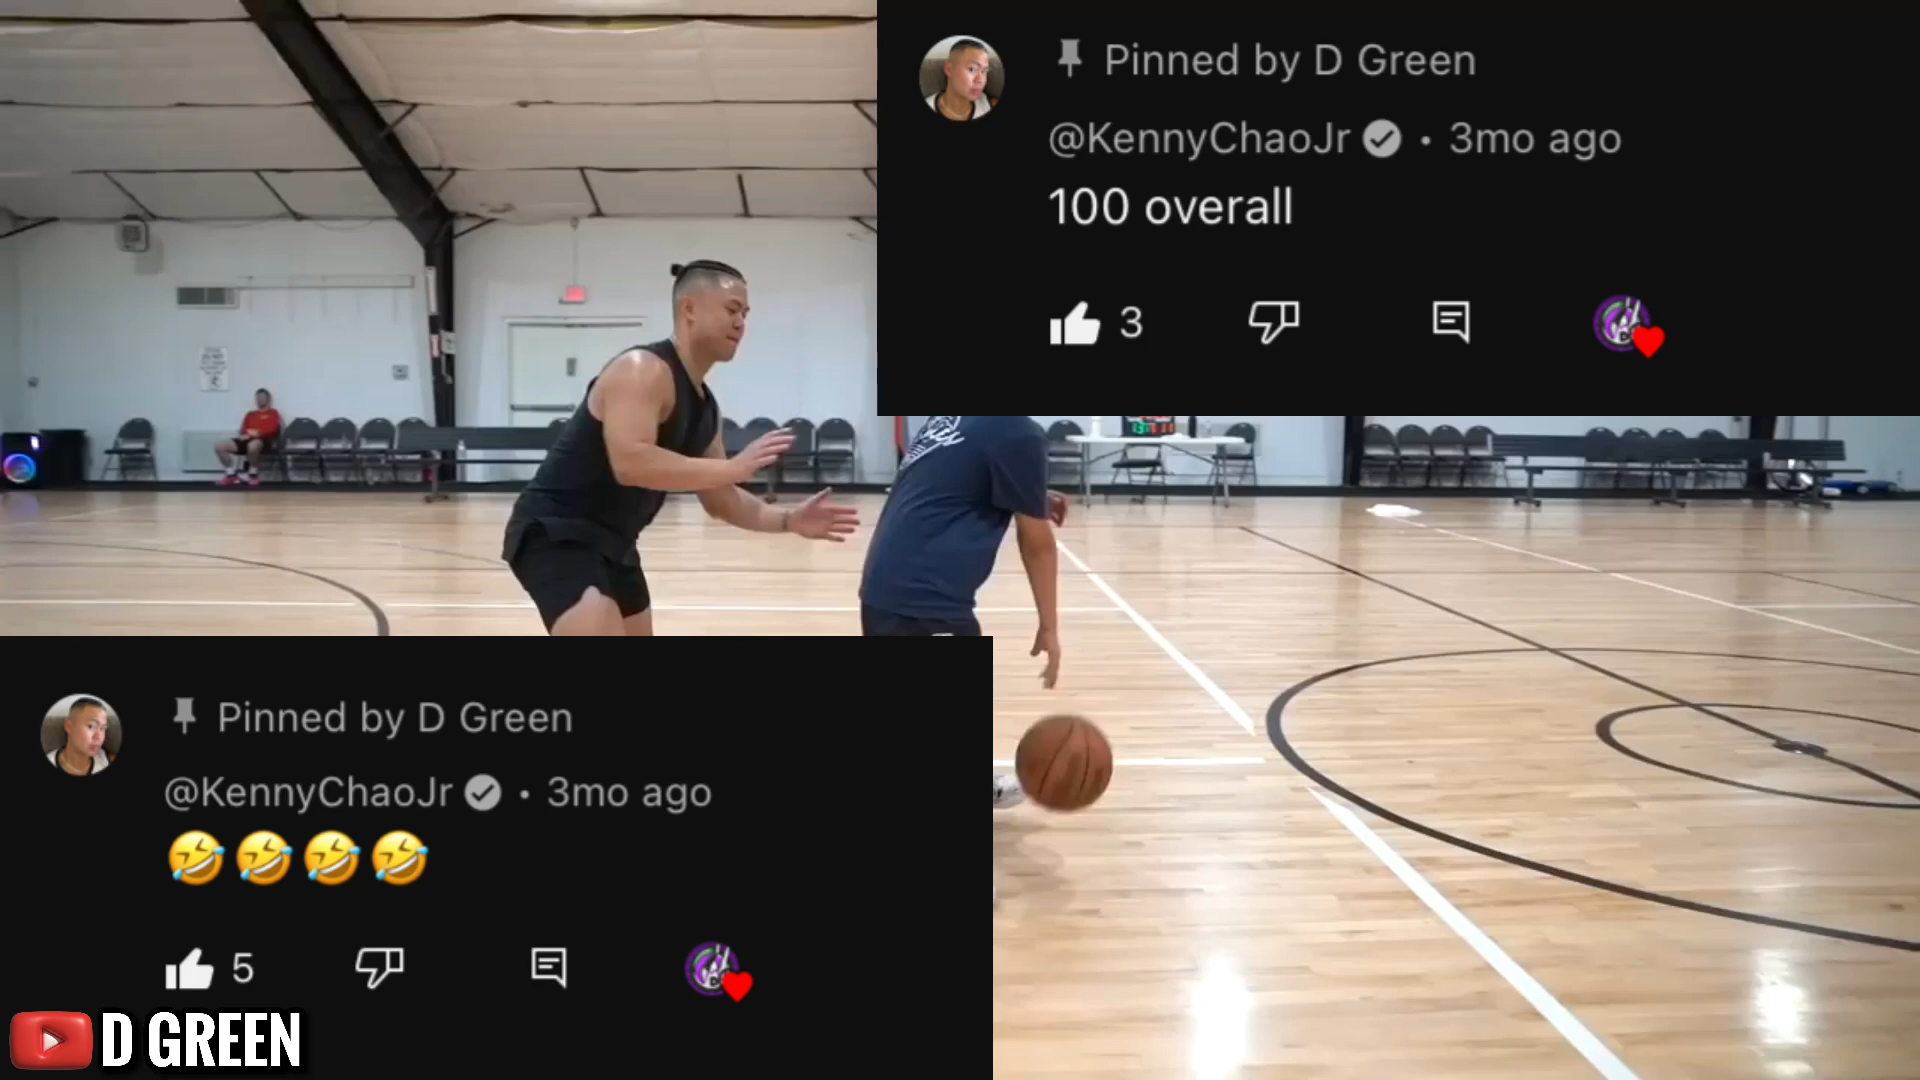 Pinned by D Green
@KennyChaoJr • 3mo ago
100 overall
3
Pinned by D Green
@KennyChaoJr • 3mo ago
🤣🤣🤣🤣
5
D GREEN